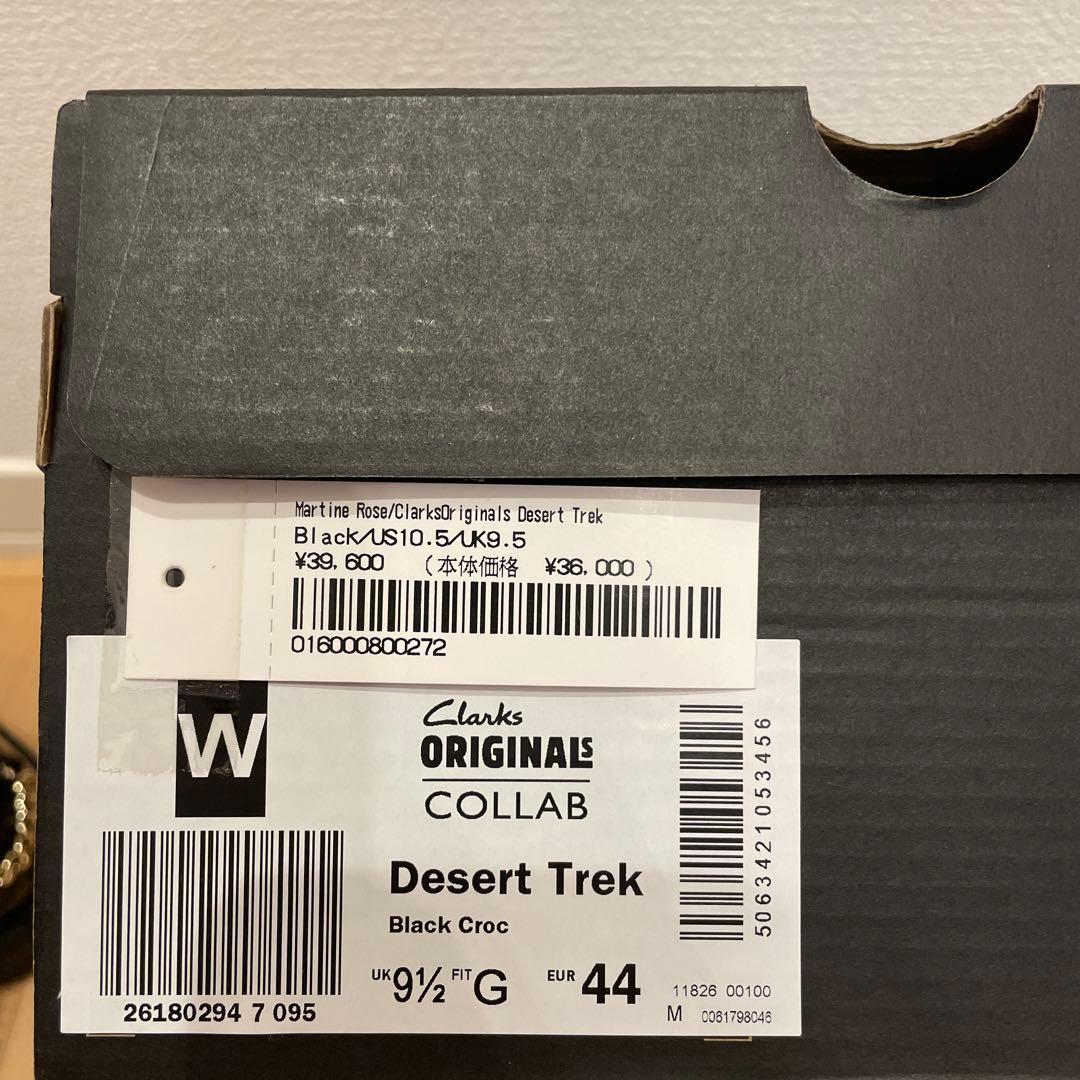 Martine Rose/ClarksOriginals Desert Trek
Black/US10.5/UK9.5
¥39,600 (本体価格 ¥36,000 )
016000800272
W
Clarks
ORIGINALS
COLLAB
Desert Trek
Black Croc
UK 9½ FIT G EUR 44
26180294 7 095
5063421053456
11826 00100
M 0061798046